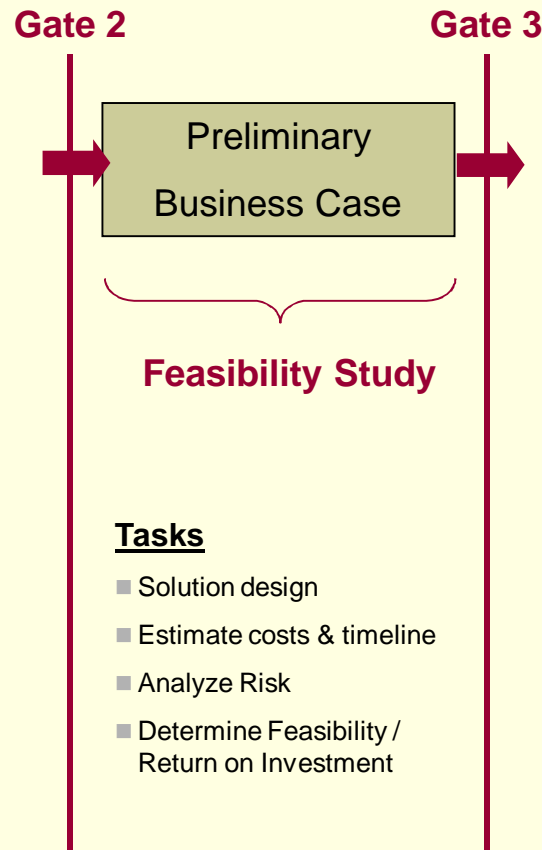 Gate 2
Gate 3
Preliminary
Business Case
Feasibility Study
Tasks
Solution design
Estimate costs & timeline
Analyze Risk
Determine Feasibility /
Return on Investment